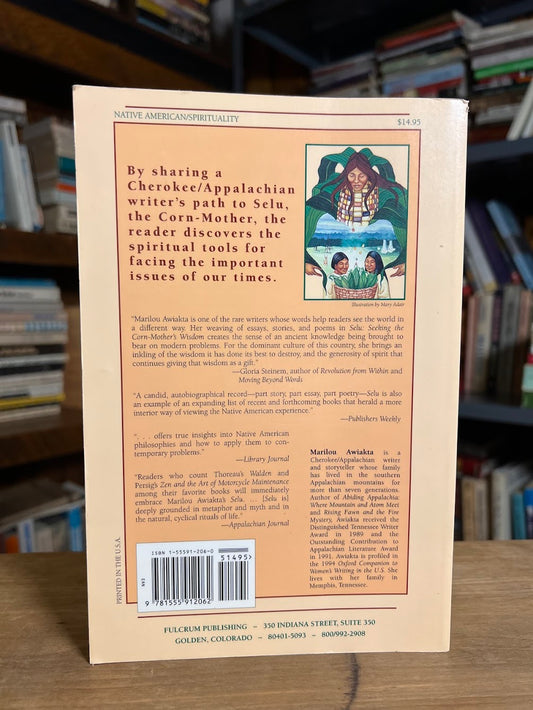 NATIVE AMERICAN/SPIRITUALITY
$14.95
By sharing a
Cherokee/Appalachian
writer's path to Selu,
the Corn-Mother, the
reader discovers the
spiritual tools for
facing the important
issues of our times.
Illustration by Mary Adair
"Marilou Awiakta is one of the rare writers whose words help readers see the world in
a different way. Her weaving of essays, stories, and poems in Selu: Seeking the
Corn-Mother's Wisdom creates the sense of an ancient knowledge being brought to
bear on modern problems. For the dominant culture of this country, she brings an
inkling of the wisdom it has done its best to destroy, and the generosity of spirit that
continues giving that wisdom as a gift."
—Gloria Steinem, author of Revolution from Within and
Moving Beyond Words
"A candid, autobiographical record—part story, part essay, part poetry—Selu is also
an example of an expanding list of recent and forthcoming books that herald a more
interior way of viewing the Native American experience."
—Publishers Weekly
". . . offers true insights into Native American
philosophies and how to apply them to con-
temporary problems."
—Library Journal
"Readers who count Thoreau's Walden and
Persig's Zen and the Art of Motorcycle Maintenance
among their favorite books will immediately
embrace Marilou Awiakta's Selu. . . . [Selu is]
deeply grounded in metaphor and myth and in
the natural, cyclical rituals of life."
—Appalachian Journal
Marilou Awiakta is a
Cherokee/Appalachian writer
and storyteller whose family
has lived in the southern
Appalachian mountains for
more than seven generations.
Author of Abiding Appalachia:
Where Mountain and Atom Meet
and Rising Fawn and the Fire
Mystery, Awiakta received the
Distinguished Tennessee Writer
Award in 1989 and the
Outstanding Contribution to
Appalachian Literature Award
in 1991. Awiakta is profiled in
the 1994 Oxford Companion to
Women's Writing in the U.S. She
lives with her family in
Memphis, Tennessee.
PRINTED IN THE U.S.A.
ISBN 1-55591-206-0
51495
9 781555 912062
FULCRUM PUBLISHING – 350 INDIANA STREET, SUITE 350
GOLDEN, COLORADO – 80401-5093 – 800/992-2908